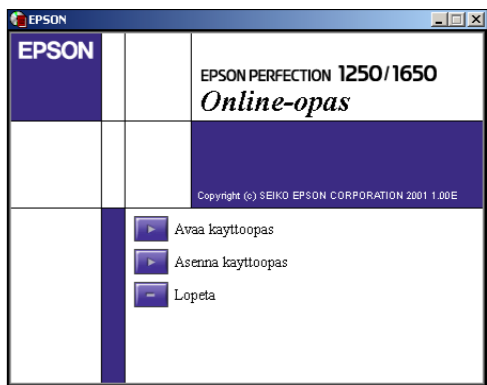 EPSON
EPSON
EPSON PERFECTION 1250/1650
Online-opas
Copyright (c) SEIKO EPSON CORPORATION 2001 1.00E
Avaa kayttoopas
Asenna kayttoopas
Lopeta